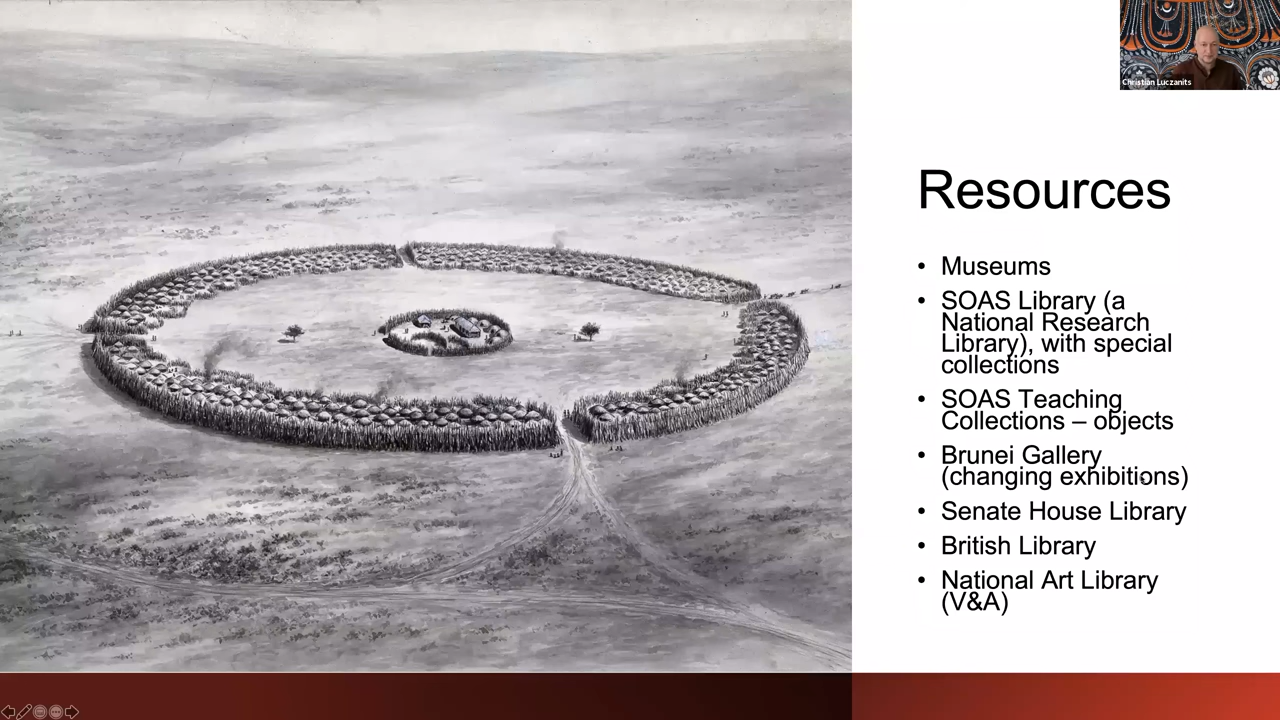 Christian Luczanits
Resources
• Museums
• SOAS Library (a
National Research
Library), with special
collections
• SOAS Teaching
Collections – objects
• Brunei Gallery
(changing exhibitions)
• Senate House Library
• British Library
• National Art Library
(V&A)